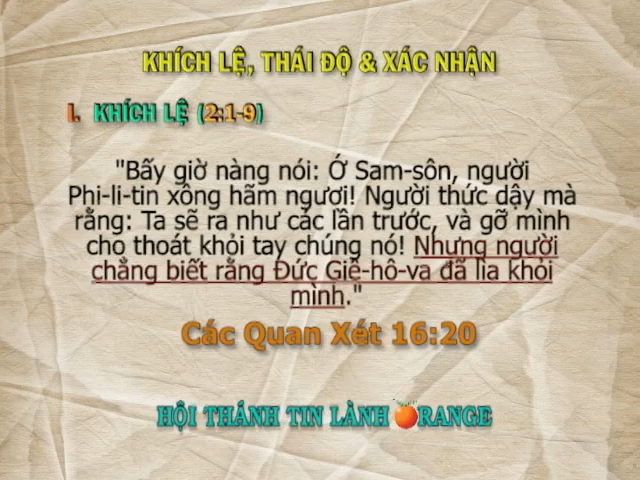 KHÍCH LỆ, THÁI ĐỘ & XÁC NHẬN
I. KHÍCH LỆ (2:1-9)
"Bấy giờ nàng nói: Ớ Sam-sôn, người
Phi-li-tin xông hãm ngươi! Người thức dậy mà
rằng: Ta sẽ ra như các lần trước, và gỡ mình
cho thoát khỏi tay chúng nó! Nhưng người
chẳng biết rằng Đức Giê-hô-va đã lìa khỏi
mình."
Các Quan Xét 16:20
HỘI THÁNH TIN LÀNH ORANGE